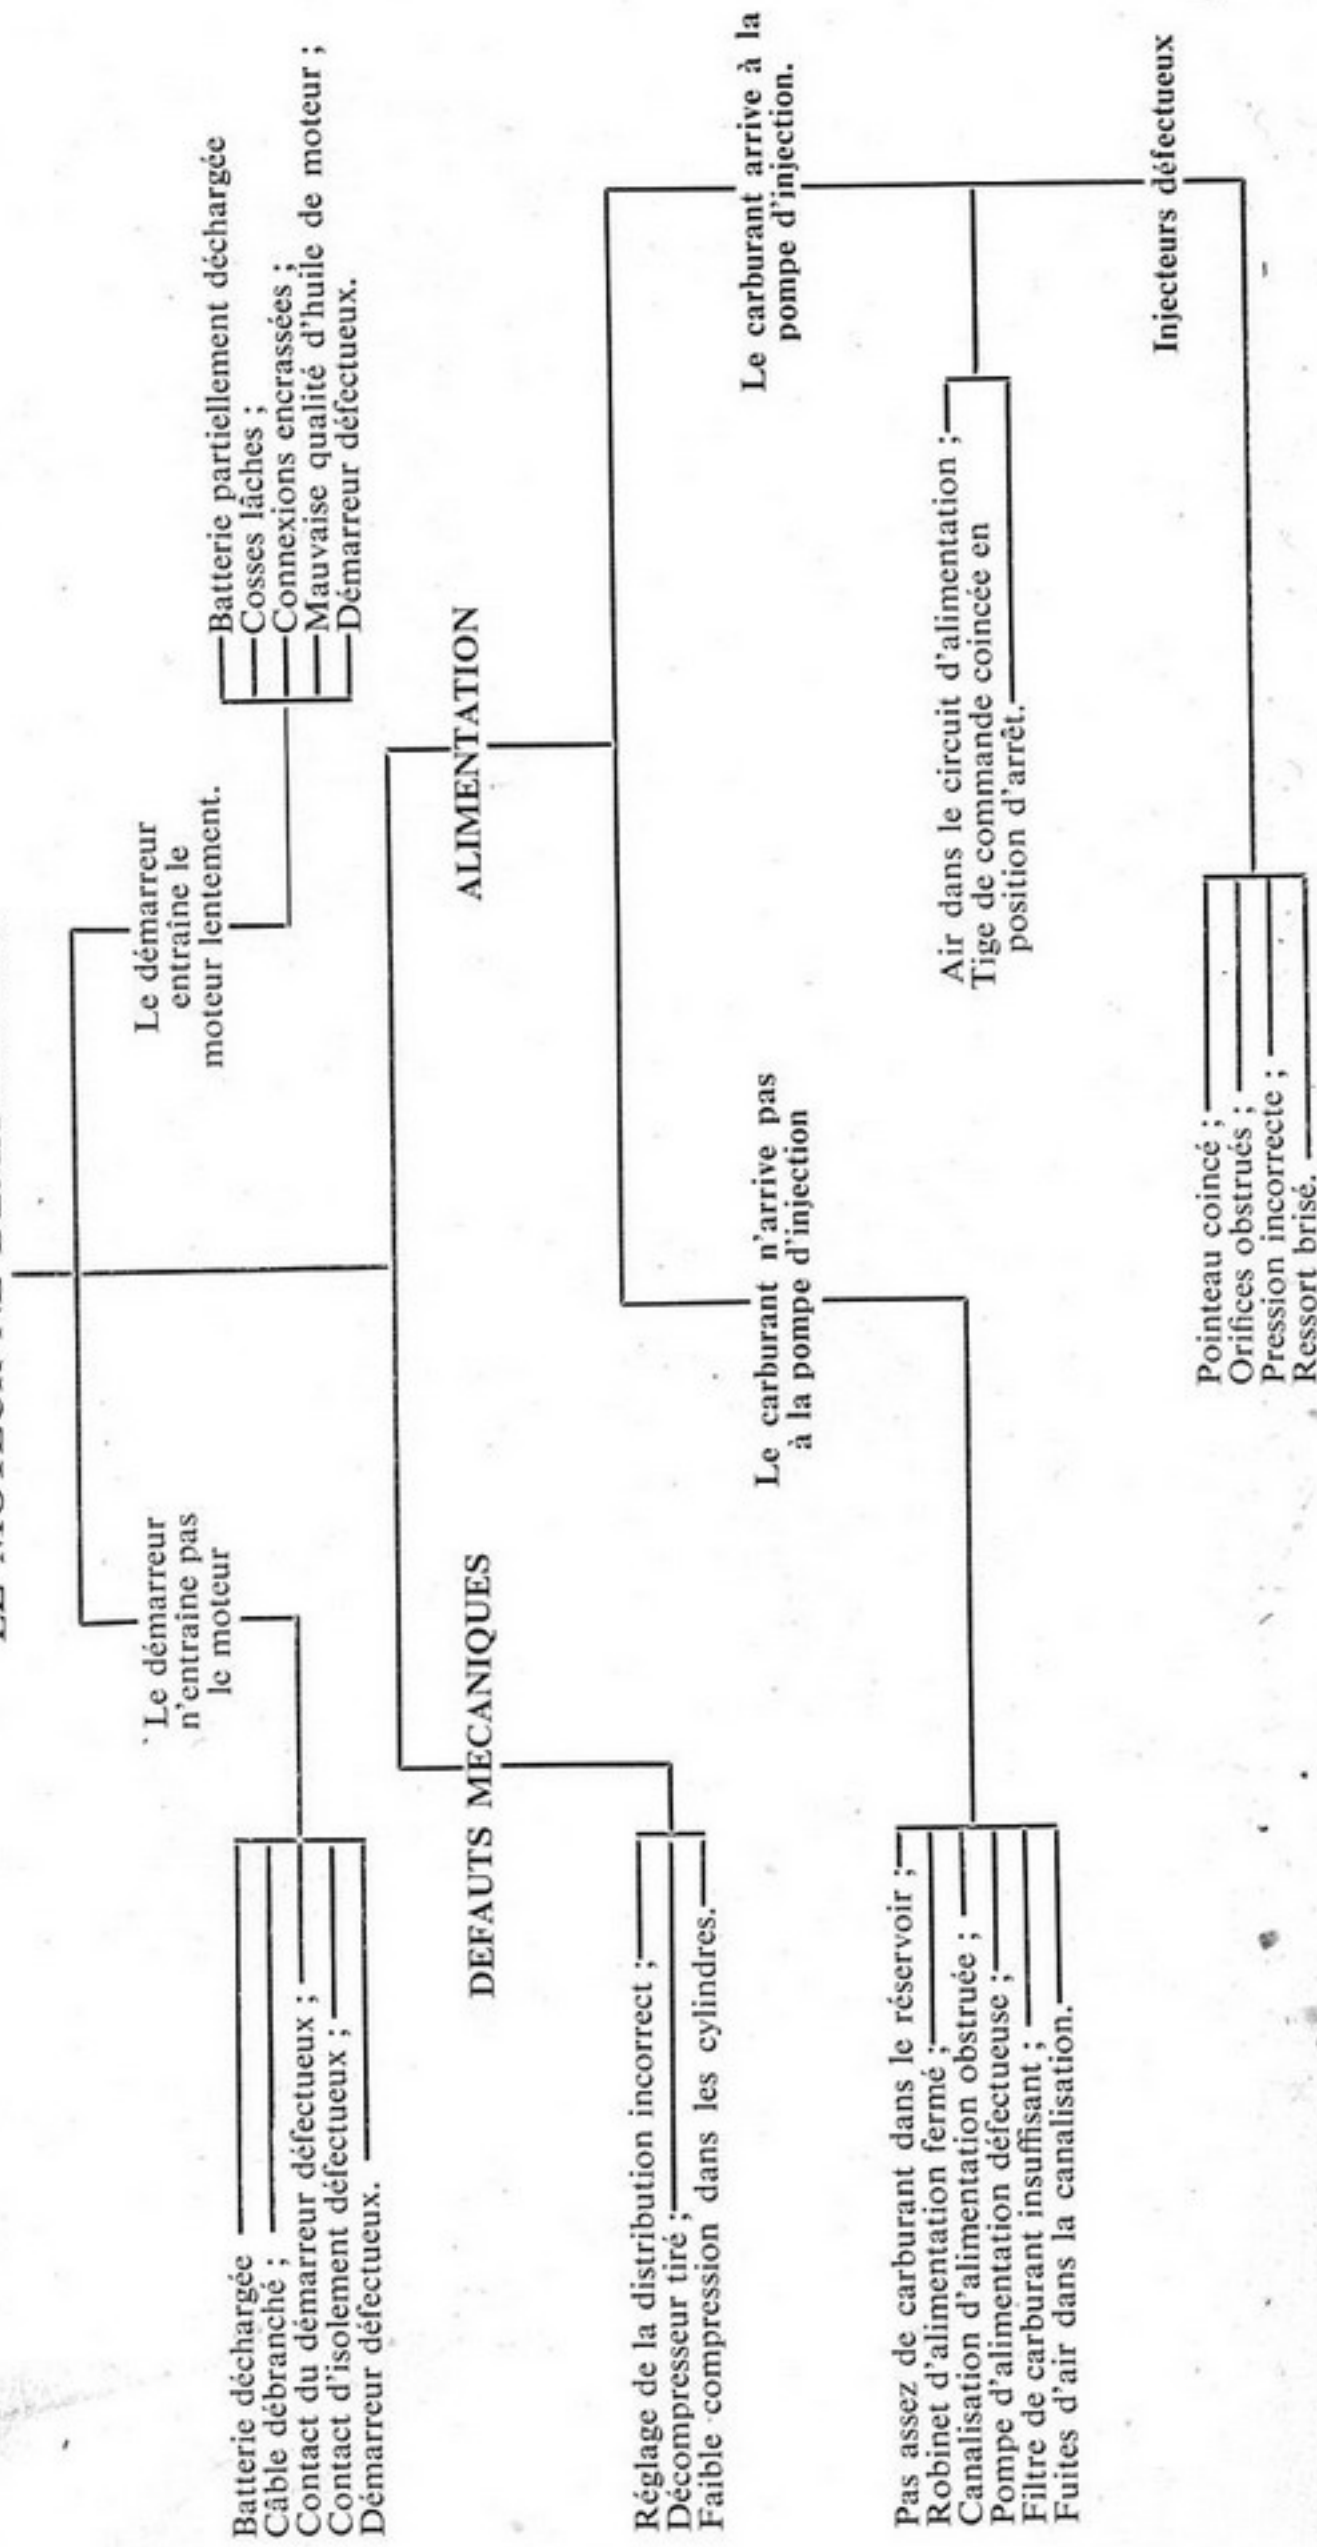 Le démarreur
n'entraîne pas
le moteur
Le démarreur
entraîne le
moteur lentement.
Batterie déchargée
Câble débranché ;
Contact du démarreur défectueux ;
Contact d'isolement défectueux ;
Démarreur défectueux.
Batterie partiellement déchargée
Cosses lâches ;
Connexions encrassées ;
Mauvaise qualité d'huile de moteur ;
Démarreur défectueux.
DEFAUTS MECANIQUES
ALIMENTATION
Réglage de la distribution incorrect ;
Décompresseur tiré ;
Faible compression dans les cylindres.
Le carburant n'arrive pas
à la pompe d'injection
Le carburant arrive à la
pompe d'injection.
Pas assez de carburant dans le réservoir ;
Robinet d'alimentation fermé ;
Canalisation d'alimentation obstruée ;
Pompe d'alimentation défectueuse ;
Filtre de carburant insuffisant ;
Fuites d'air dans la canalisation.
Air dans le circuit d'alimentation ;
Tige de commande coincée en
position d'arrêt.
Injecteurs défectueux
Pointeau coincé ;
Orifices obstrués ;
Pression incorrecte ;
Ressort brisé.